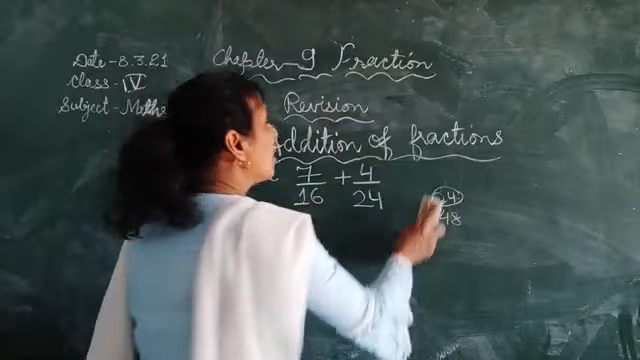 Date - 8.3.21
Chapter - 9 Fraction
Class - IV
Subject - Maths
Revision
Addition of fractions
7/16 + 4/24
24
48